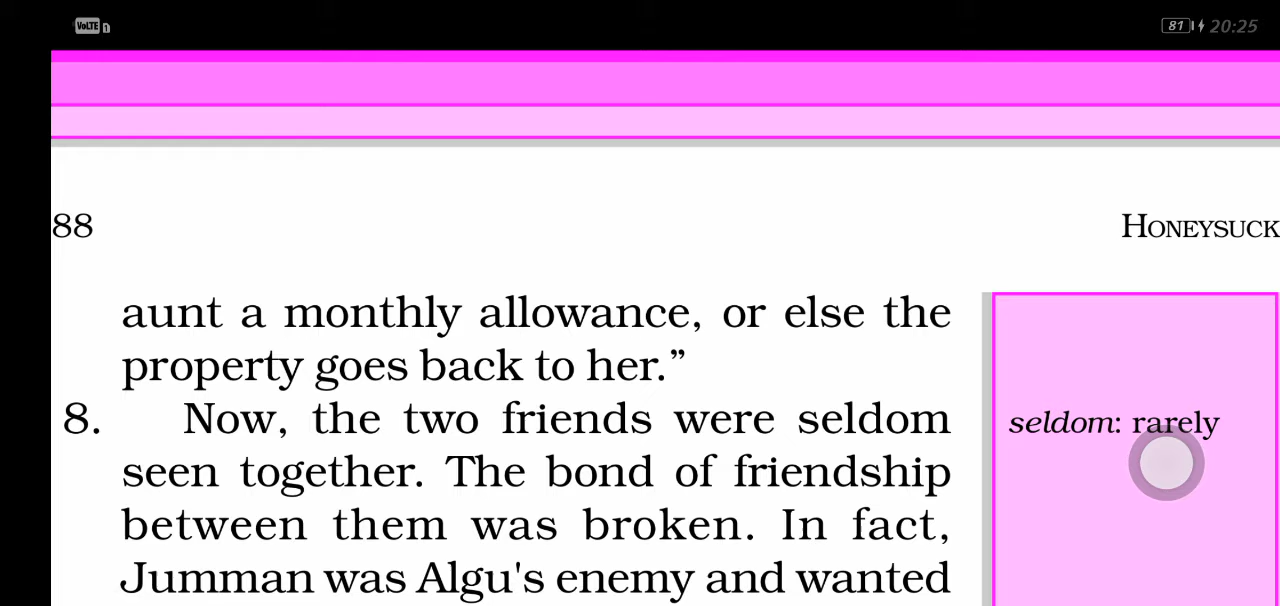 VoLTE 81 20:25
88 HONEYSUCK
aunt a monthly allowance, or else the
property goes back to her.”
8. Now, the two friends were seldom
seldom: rarely
seen together. The bond of friendship
between them was broken. In fact,
Jumman was Algu's enemy and wanted